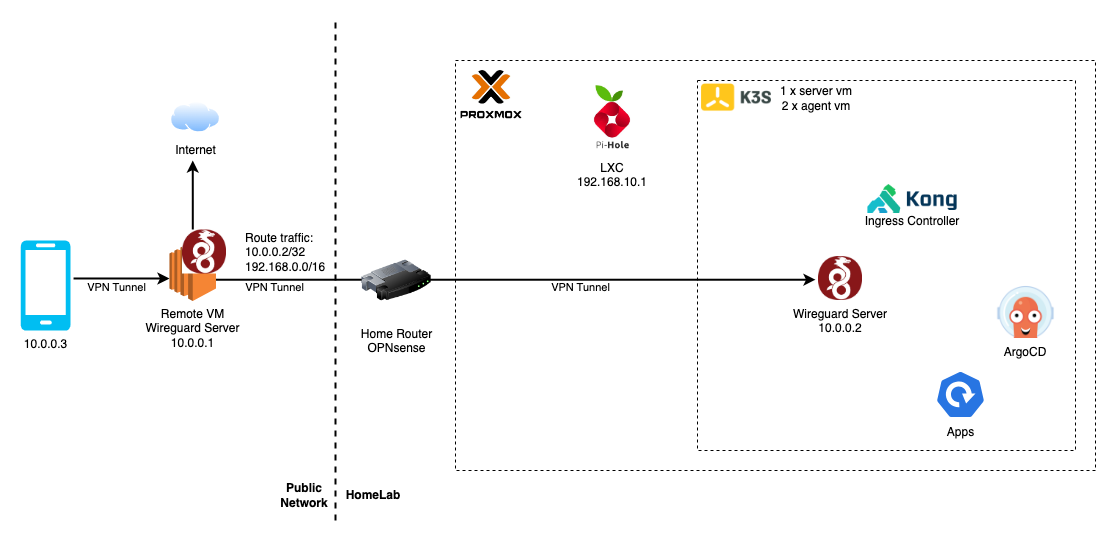 Internet
10.0.0.3
VPN Tunnel
Remote VM
Wireguard Server
10.0.0.1
Route traffic:
10.0.0.2/32
192.168.0.0/16
VPN Tunnel
Home Router
OPNsense
Public
Network
HomeLab
PROXMOX
Pi-Hole
LXC
192.168.10.1
K3S
1 x server vm
2 x agent vm
Kong
Ingress Controller
VPN Tunnel
Wireguard Server
10.0.0.2
ArgoCD
Apps